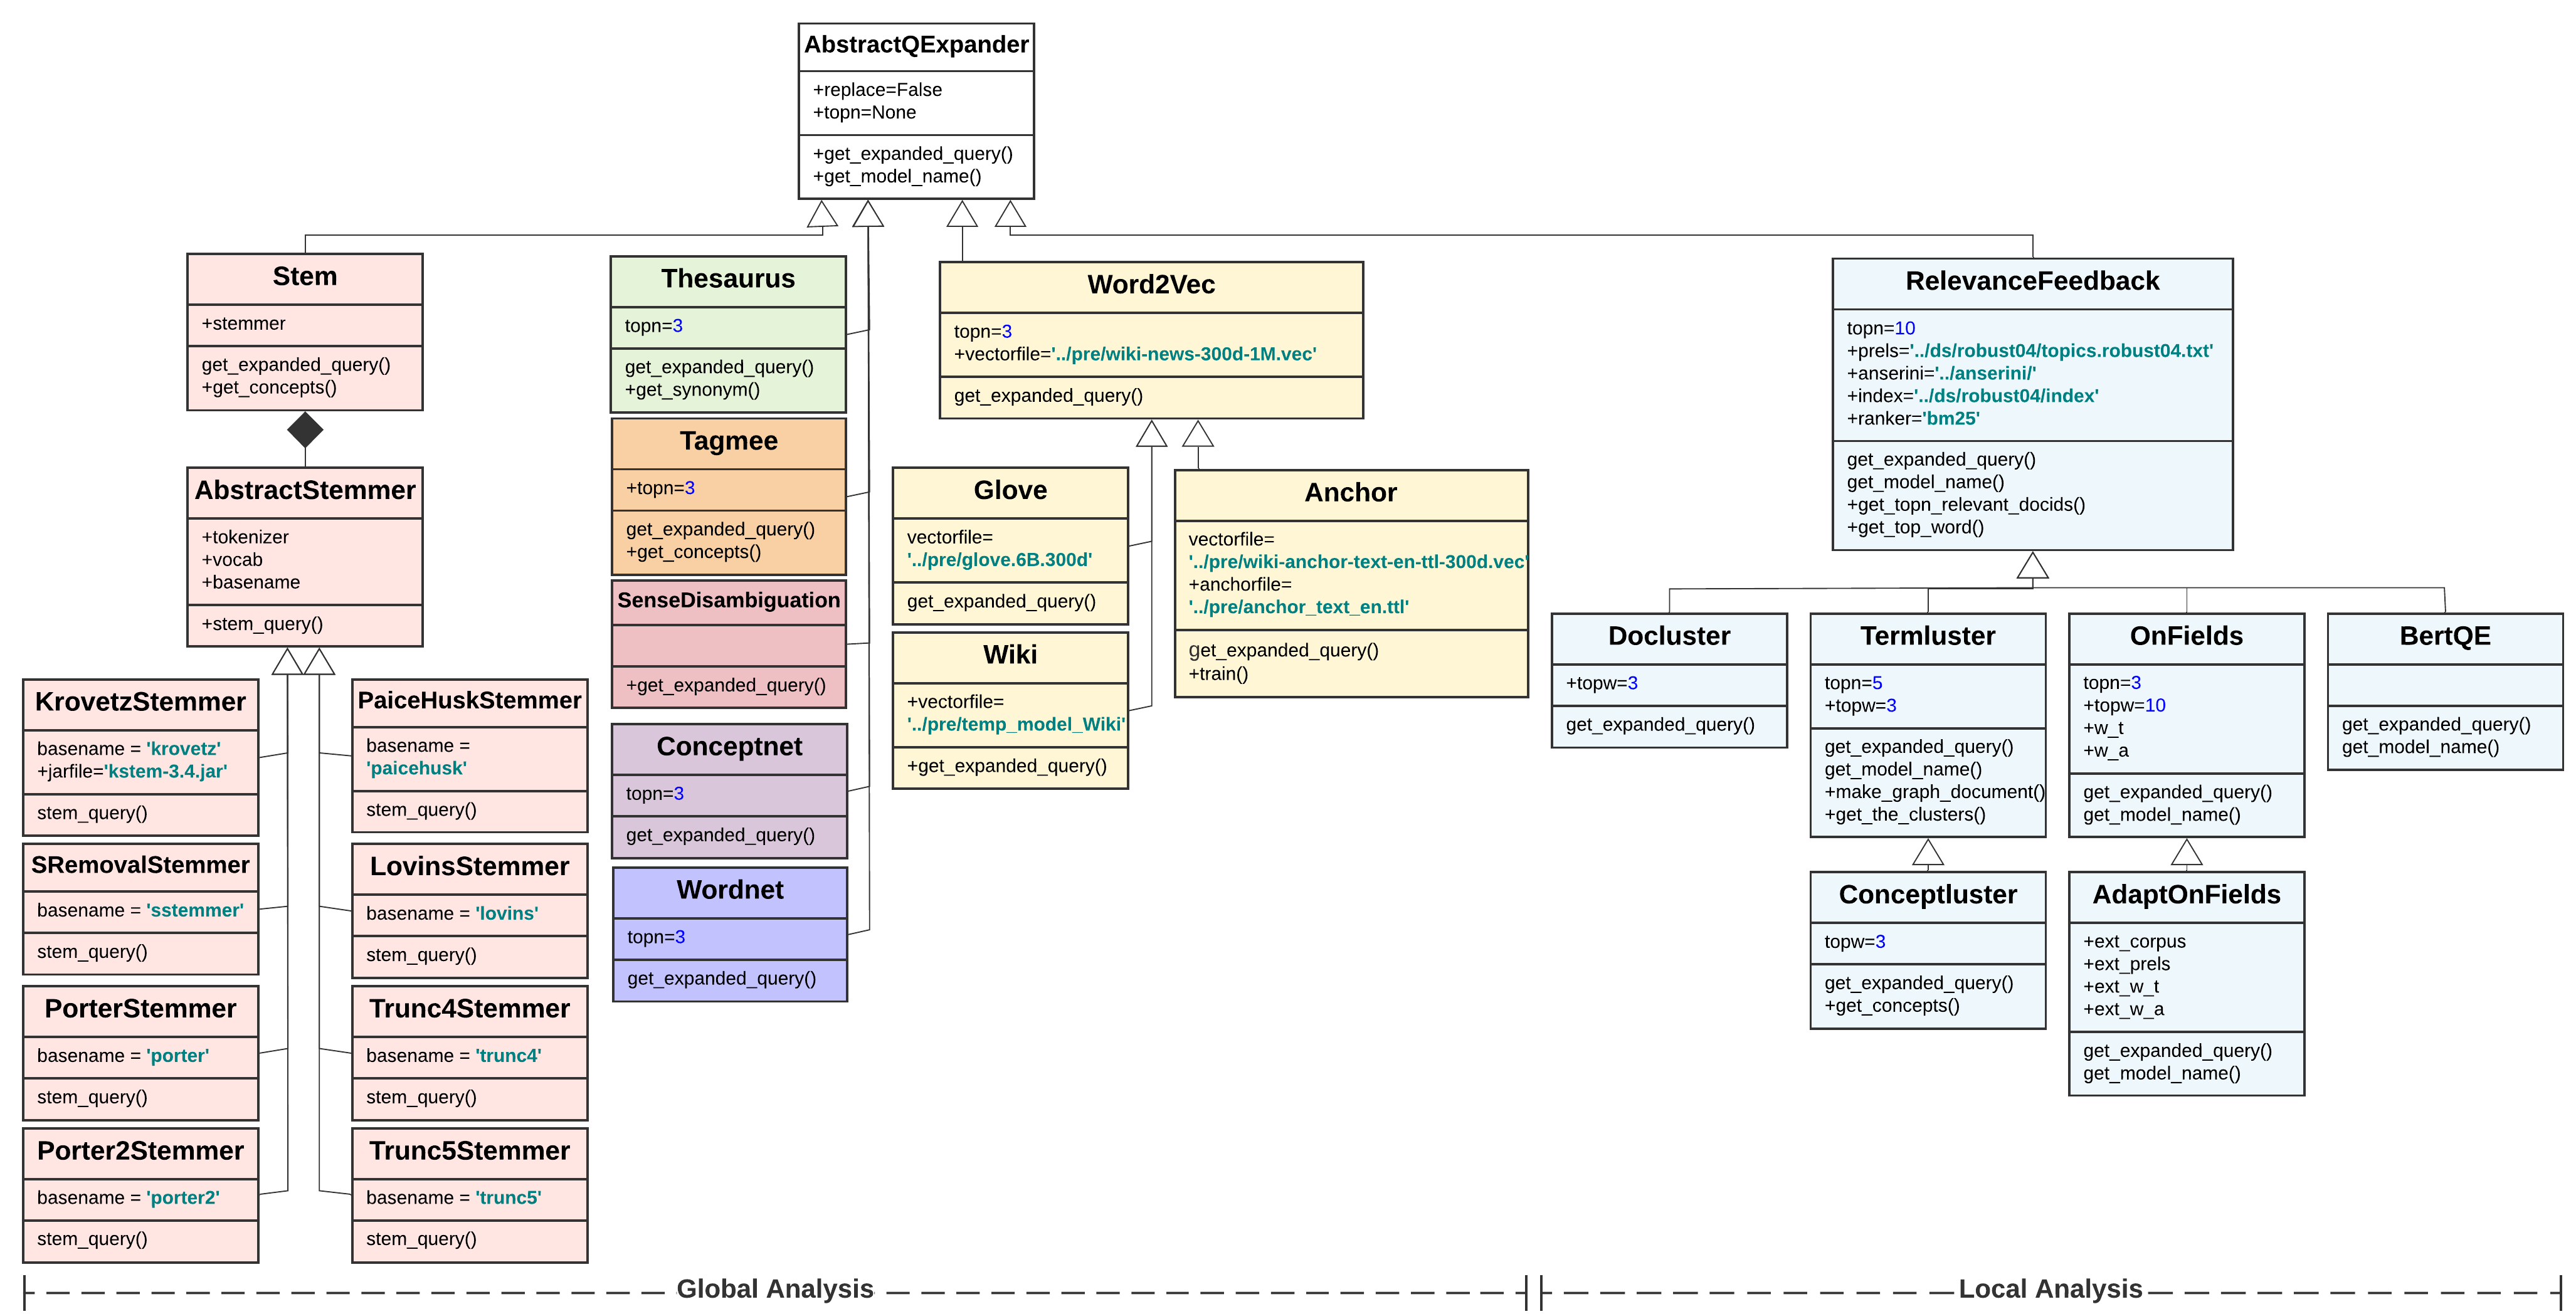 AbstractQExpander
+replace=False
+topn=None
+get_expanded_query()
+get_model_name()
Stem
+stemmer
get_expanded_query()
+get_concepts()
AbstractStemmer
+tokenizer
+vocab
+basename
+stem_query()
KrovetzStemmer
basename = 'krovetz'
+jarfile='kstem-3.4.jar'
stem_query()
SRemovalStemmer
basename = 'sstemmer'
stem_query()
PorterStemmer
basename = 'porter'
stem_query()
Porter2Stemmer
basename = 'porter2'
stem_query()
PaiceHuskStemmer
basename =
'paicehusk'
stem_query()
LovinsStemmer
basename = 'lovins'
stem_query()
Trunc4Stemmer
basename = 'trunc4'
stem_query()
Trunc5Stemmer
basename = 'trunc5'
stem_query()
Thesaurus
topn=3
get_expanded_query()
+get_synonym()
Tagmee
+topn=3
get_expanded_query()
+get_concepts()
SenseDisambiguation
+get_expanded_query()
Conceptnet
topn=3
get_expanded_query()
Wordnet
topn=3
get_expanded_query()
Word2Vec
topn=3
+vectorfile='../pre/wiki-news-300d-1M.vec'
get_expanded_query()
Glove
vectorfile=
'../pre/glove.6B.300d'
get_expanded_query()
Wiki
+vectorfile=
'../pre/temp_model_Wiki'
+get_expanded_query()
Anchor
vectorfile=
'../pre/wiki-anchor-text-en-ttl-300d.vec'
+anchorfile=
'../pre/anchor_text_en.ttl'
get_expanded_query()
+train()
RelevanceFeedback
topn=10
+prels='../ds/robust04/topics.robust04.txt'
+anserini='../anserini/'
+index='../ds/robust04/index'
+ranker='bm25'
get_expanded_query()
get_model_name()
+get_topn_relevant_docids()
+get_top_word()
Docluster
+topw=3
get_expanded_query()
Termluster
topn=5
+topw=3
get_expanded_query()
get_model_name()
+make_graph_document()
+get_the_clusters()
Conceptluster
topw=3
get_expanded_query()
+get_concepts()
OnFields
topn=3
+topw=10
+w_t
+w_a
get_expanded_query()
get_model_name()
AdaptOnFields
+ext_corpus
+ext_prels
+ext_w_t
+ext_w_a
get_expanded_query()
get_model_name()
BertQE
get_expanded_query()
get_model_name()
Global Analysis
Local Analysis